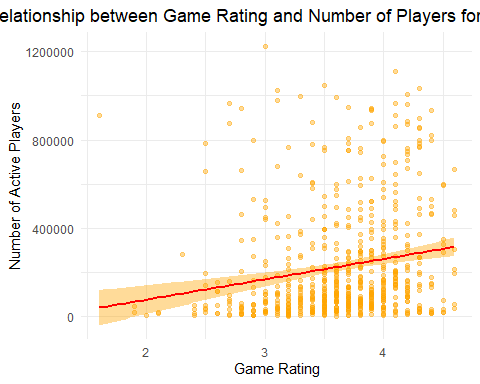 elationship between Game Rating and Number of Players for
1200000
800000
400000
0
Number of Active Players
2 3 4
Game Rating